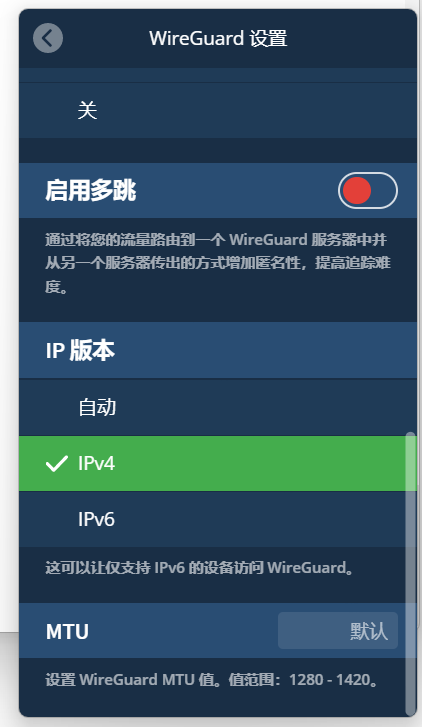 WireGuard 设置
关
启用多跳
通过将您的流量路由到一个 WireGuard 服务器中并
从另一个服务器传出的方式增加匿名性，提高追踪难
度。
IP 版本
自动
IPv4
IPv6
这可以让仅支持 IPv6 的设备访问 WireGuard。
MTU 默认
设置 WireGuard MTU 值。值范围：1280 - 1420。